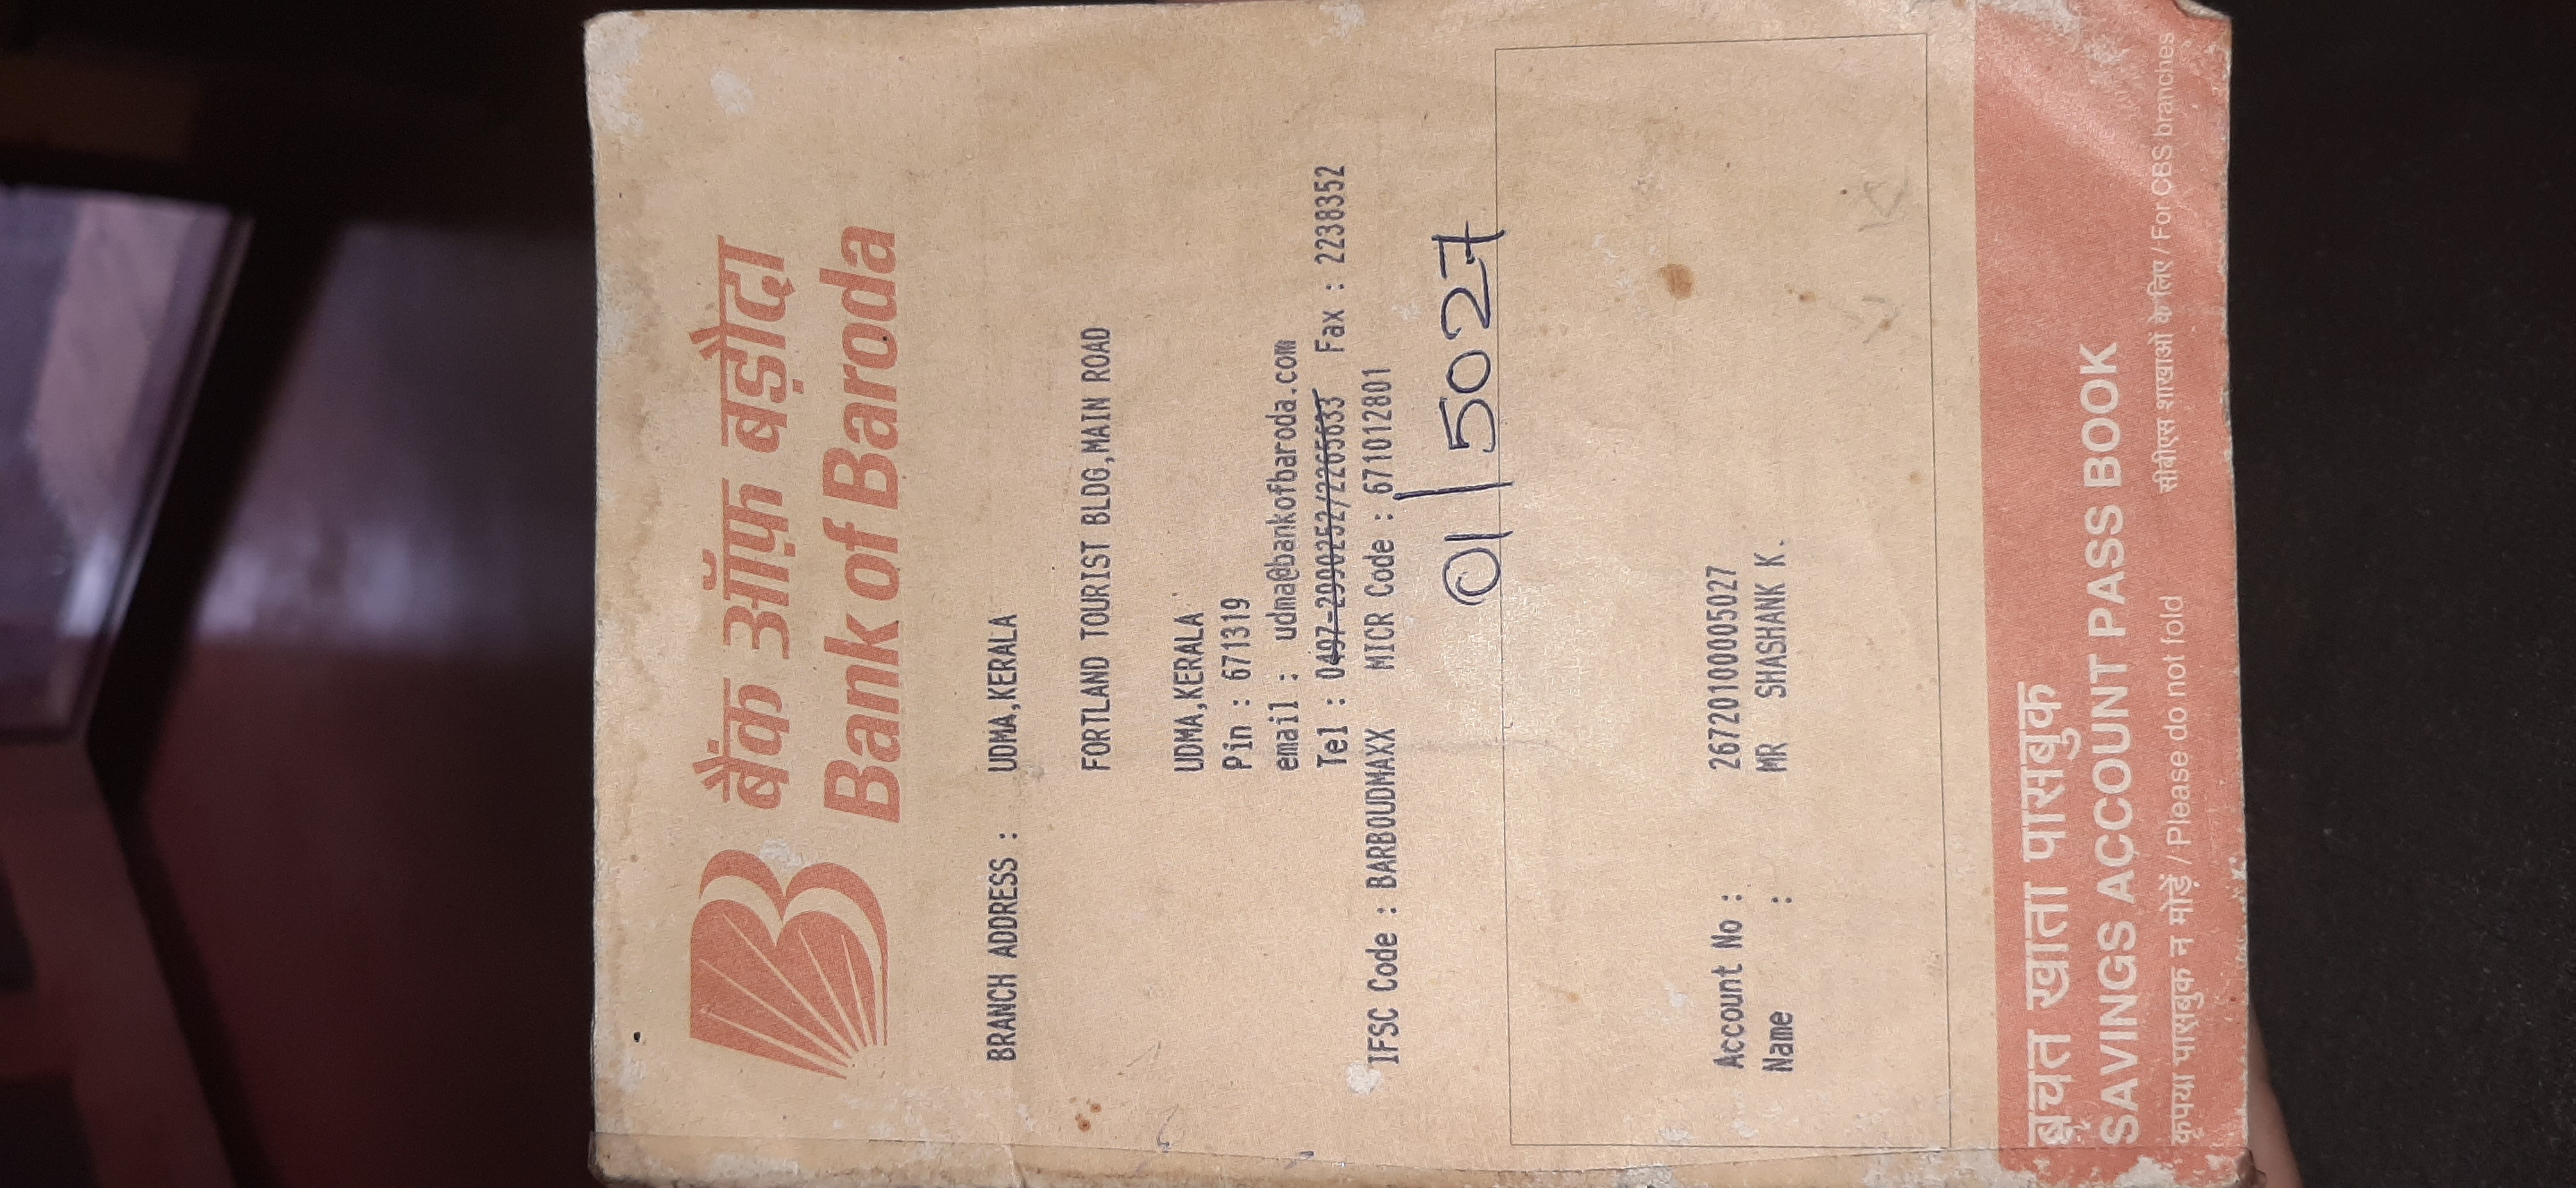 बैंक ऑफ़ बड़ौदा
Bank of Baroda
BRANCH ADDRESS : UDMA,KERALA
FORTLAND TOURIST BLDG,MAIN ROAD
UDMA,KERALA
Pin : 671319
email : udma@bankofbaroda.com
Tel : 0497-2990252/2265633 Fax : 2238352
IFSC Code : BARB0UDMAXX MICR Code : 671012801
01/5027
Account No : 26720100005027
Name : MR SHASHANK K.
V K
बचत खाता पासबुक
SAVINGS ACCOUNT PASS BOOK
कृपया पासबुक न मोड़ें / Please do not fold सीबीएस शाखाओं के लिए / For CBS branches